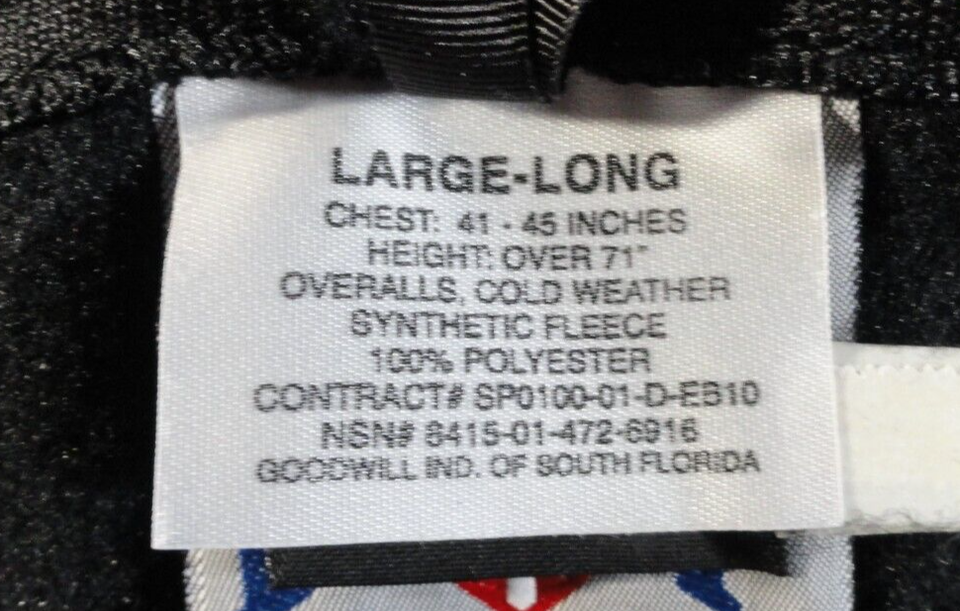 LARGE-LONG
CHEST: 41 - 45 INCHES
HEIGHT: OVER 71"
OVERALLS, COLD WEATHER
SYNTHETIC FLEECE
100% POLYESTER
CONTRACT# SP0100-01-D-EB10
NSN# 8415-01-472-6916
GOODWILL IND. OF SOUTH FLORIDA